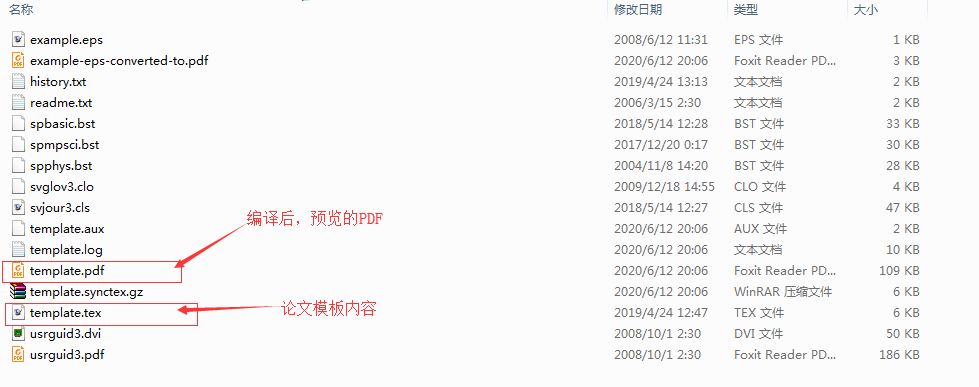 名称 修改日期 类型 大小
example.eps 2008/6/12 11:31 EPS 文件 1 KB
example-eps-converted-to.pdf 2020/6/12 20:06 Foxit Reader PD... 3 KB
history.txt 2019/4/24 13:13 文本文档 2 KB
readme.txt 2006/3/15 2:30 文本文档 2 KB
spbasic.bst 2018/5/14 12:28 BST 文件 33 KB
spmpsci.bst 2017/12/20 0:17 BST 文件 30 KB
spphys.bst 2004/11/8 14:20 BST 文件 28 KB
svglov3.clo 2009/12/18 14:55 CLO 文件 4 KB
svjour3.cls 2018/5/14 12:27 CLS 文件 47 KB
编译后，预览的PDF
template.aux 2020/6/12 20:06 AUX 文件 2 KB
template.log 2020/6/12 20:06 文本文档 10 KB
template.pdf 2020/6/12 20:06 Foxit Reader PD... 109 KB
template.synctex.gz 2020/6/12 20:06 WinRAR 压缩文件 6 KB
论文模板内容
template.tex 2019/4/24 12:47 TEX 文件 6 KB
usrguid3.dvi 2008/10/1 2:30 DVI 文件 50 KB
usrguid3.pdf 2008/10/1 2:30 Foxit Reader PD... 186 KB